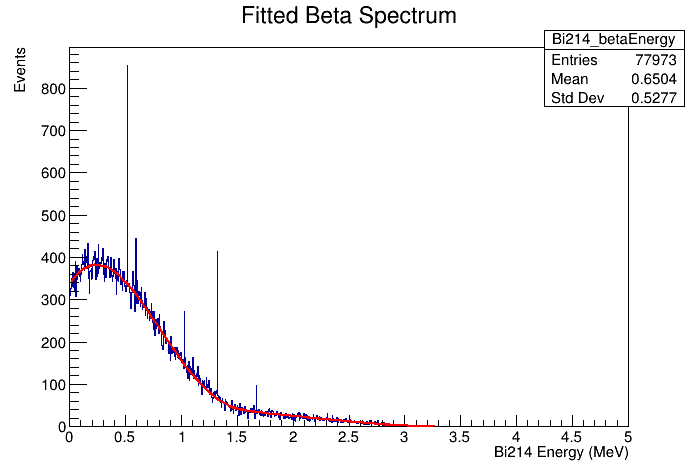 Fitted Beta Spectrum
Bi214_betaEnergy
Entries 77973
Mean 0.6504
Std Dev 0.5277
Events
800
700
600
500
400
300
200
100
0
0 0.5 1 1.5 2 2.5 3 3.5 4 4.5 5
Bi214 Energy (MeV)